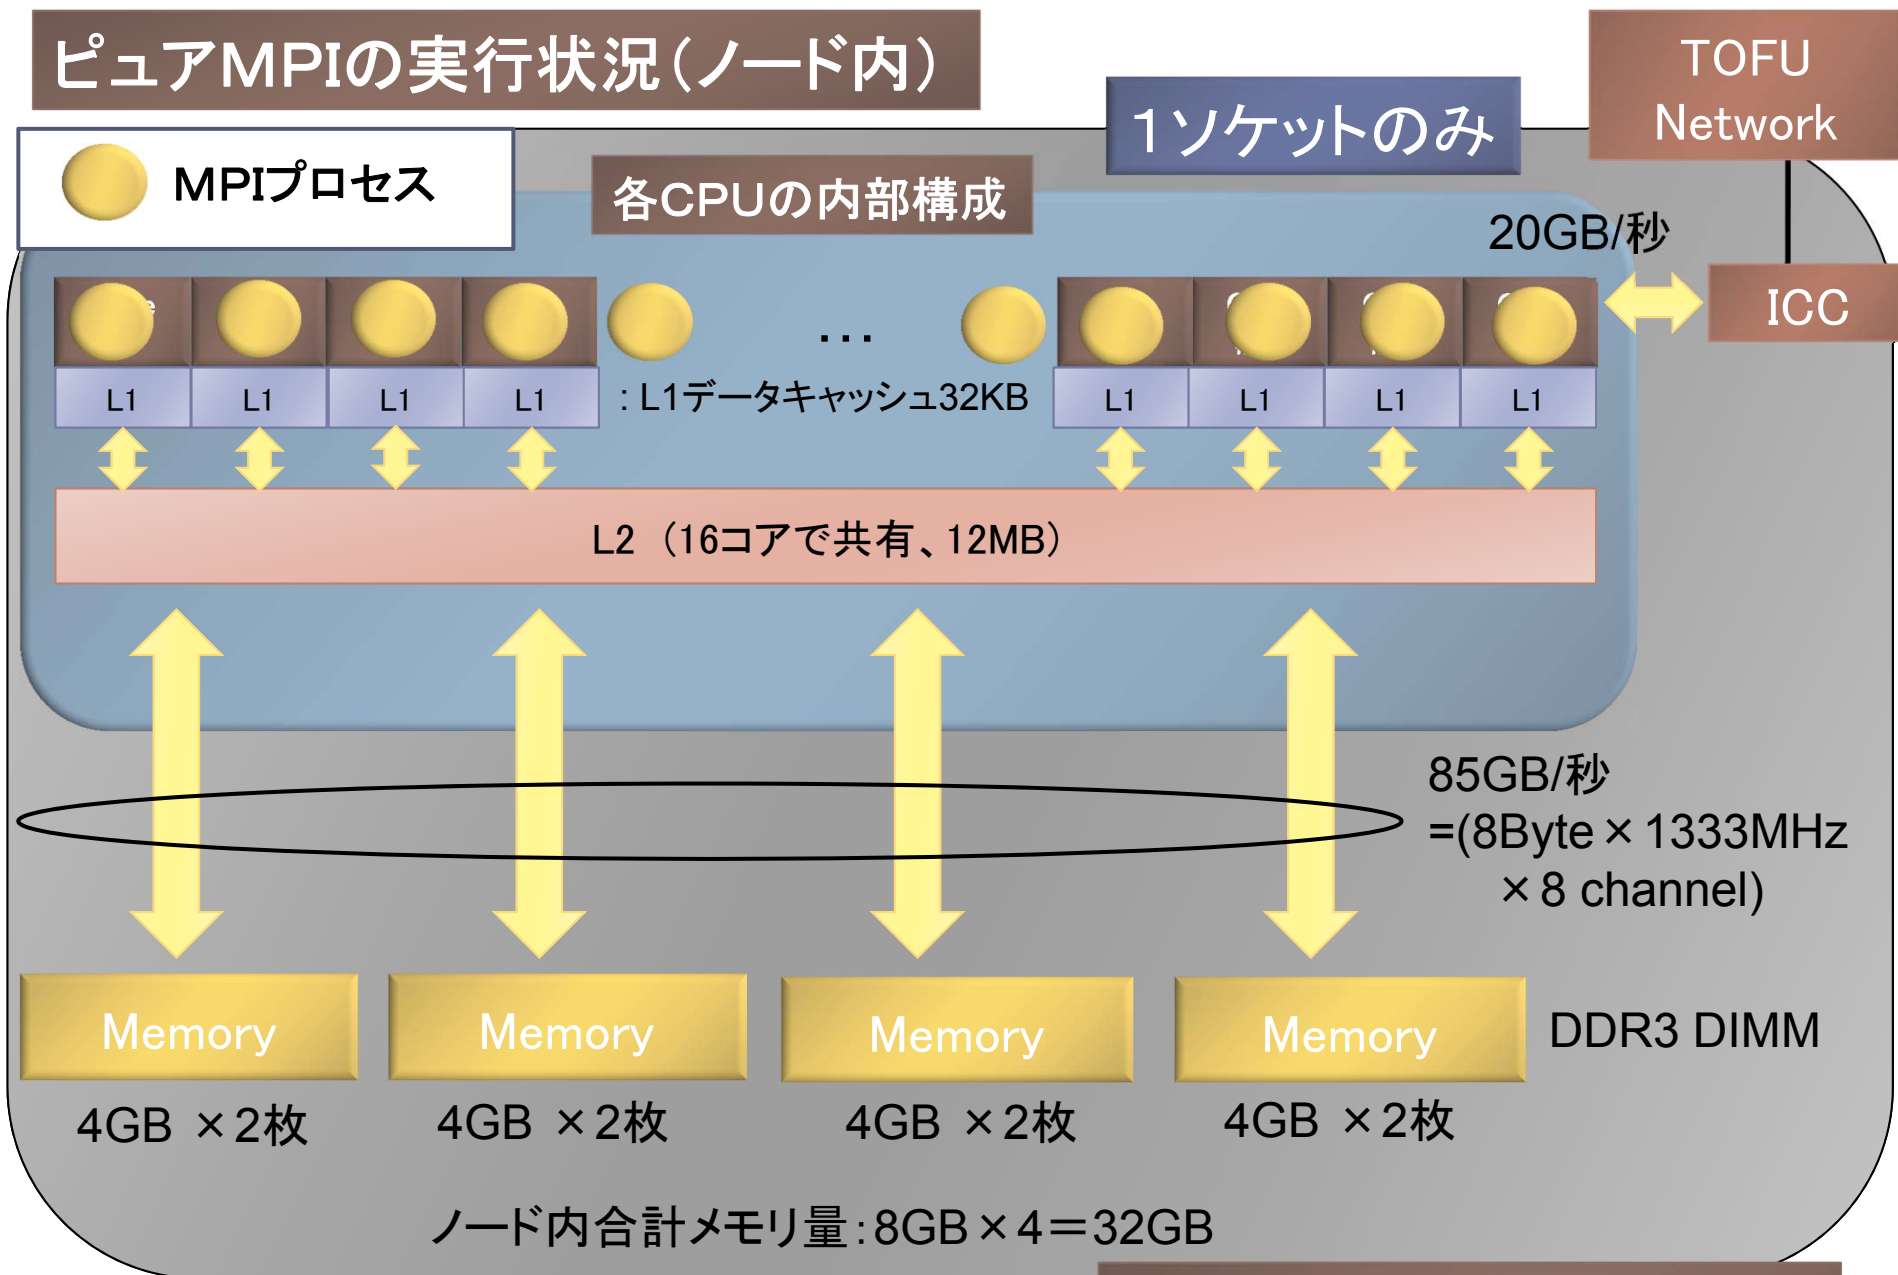 ピュアMPIの実行状況(ノード内)
TOFU
Network
1ソケットのみ
MPIプロセス
各CPUの内部構成
20GB/秒
ICC
…
L1
L1
L1
L1
: L1データキャッシュ32KB
L1
L1
L1
L1
L2 (16コアで共有、12MB)
85GB/秒
=(8Byte×1333MHz
×8 channel)
Memory
Memory
Memory
Memory
DDR3 DIMM
4GB ×2枚
4GB ×2枚
4GB ×2枚
4GB ×2枚
ノード内合計メモリ量:8GB×4=32GB